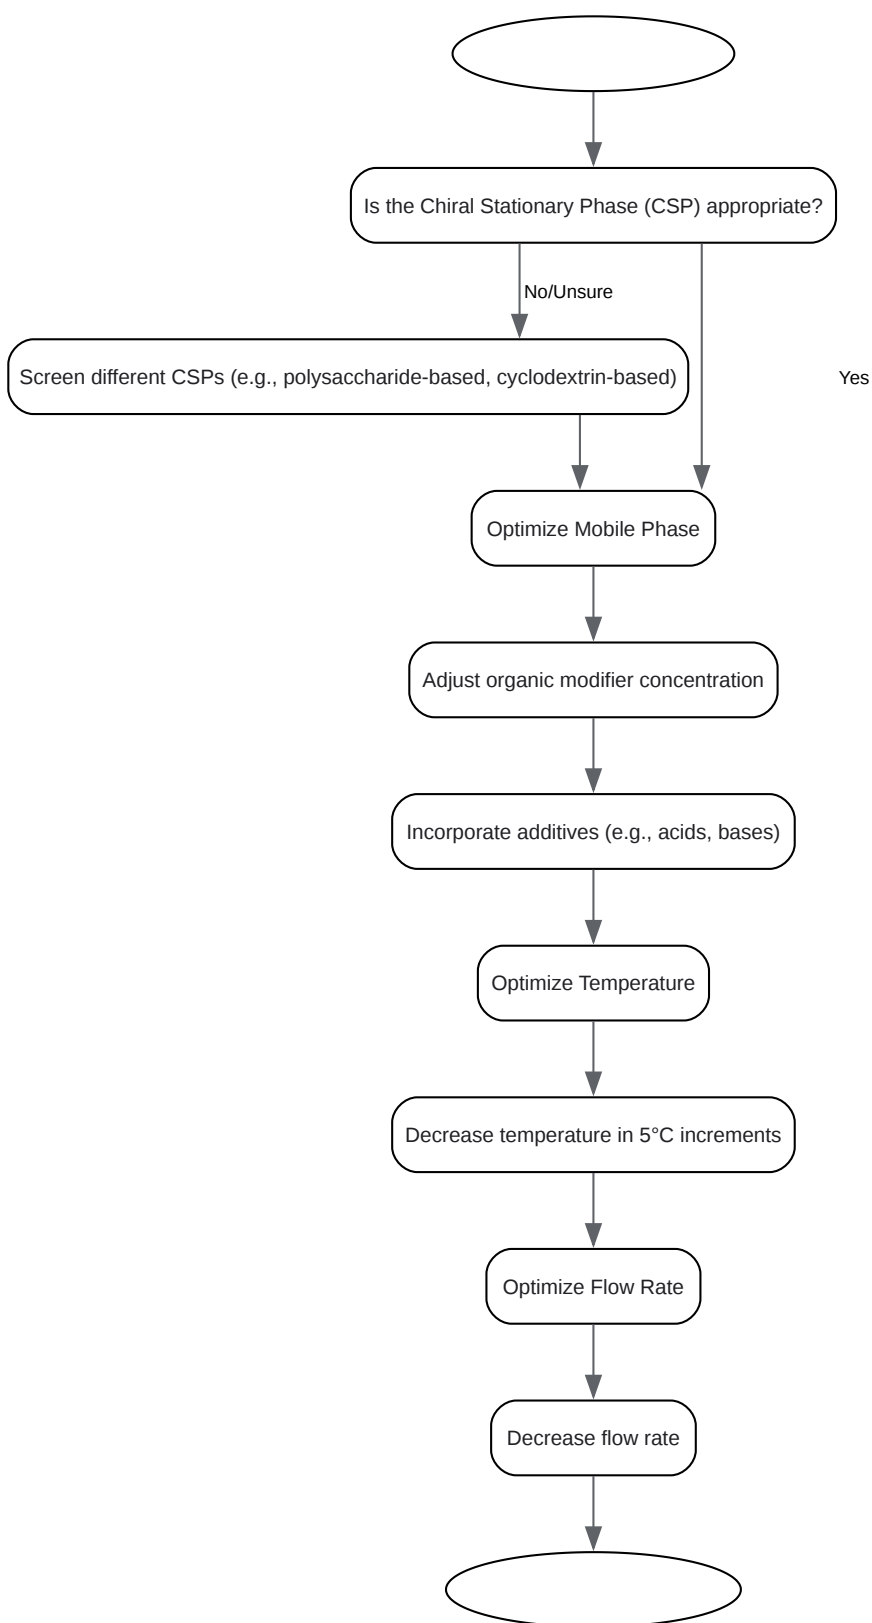 Is the Chiral Stationary Phase (CSP) appropriate?
No/Unsure
Screen different CSPs (e.g., polysaccharide-based, cyclodextrin-based)
Yes
Optimize Mobile Phase
Adjust organic modifier concentration
Incorporate additives (e.g., acids, bases)
Optimize Temperature
Decrease temperature in 5°C increments
Optimize Flow Rate
Decrease flow rate